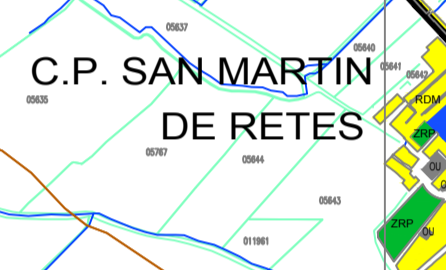 05637
05640
C.P. SAN MARTIN
05641
05642
05635
RDM
DE RETES
ZRP
05767
05644
OU
05643
ZRP
OU
011961